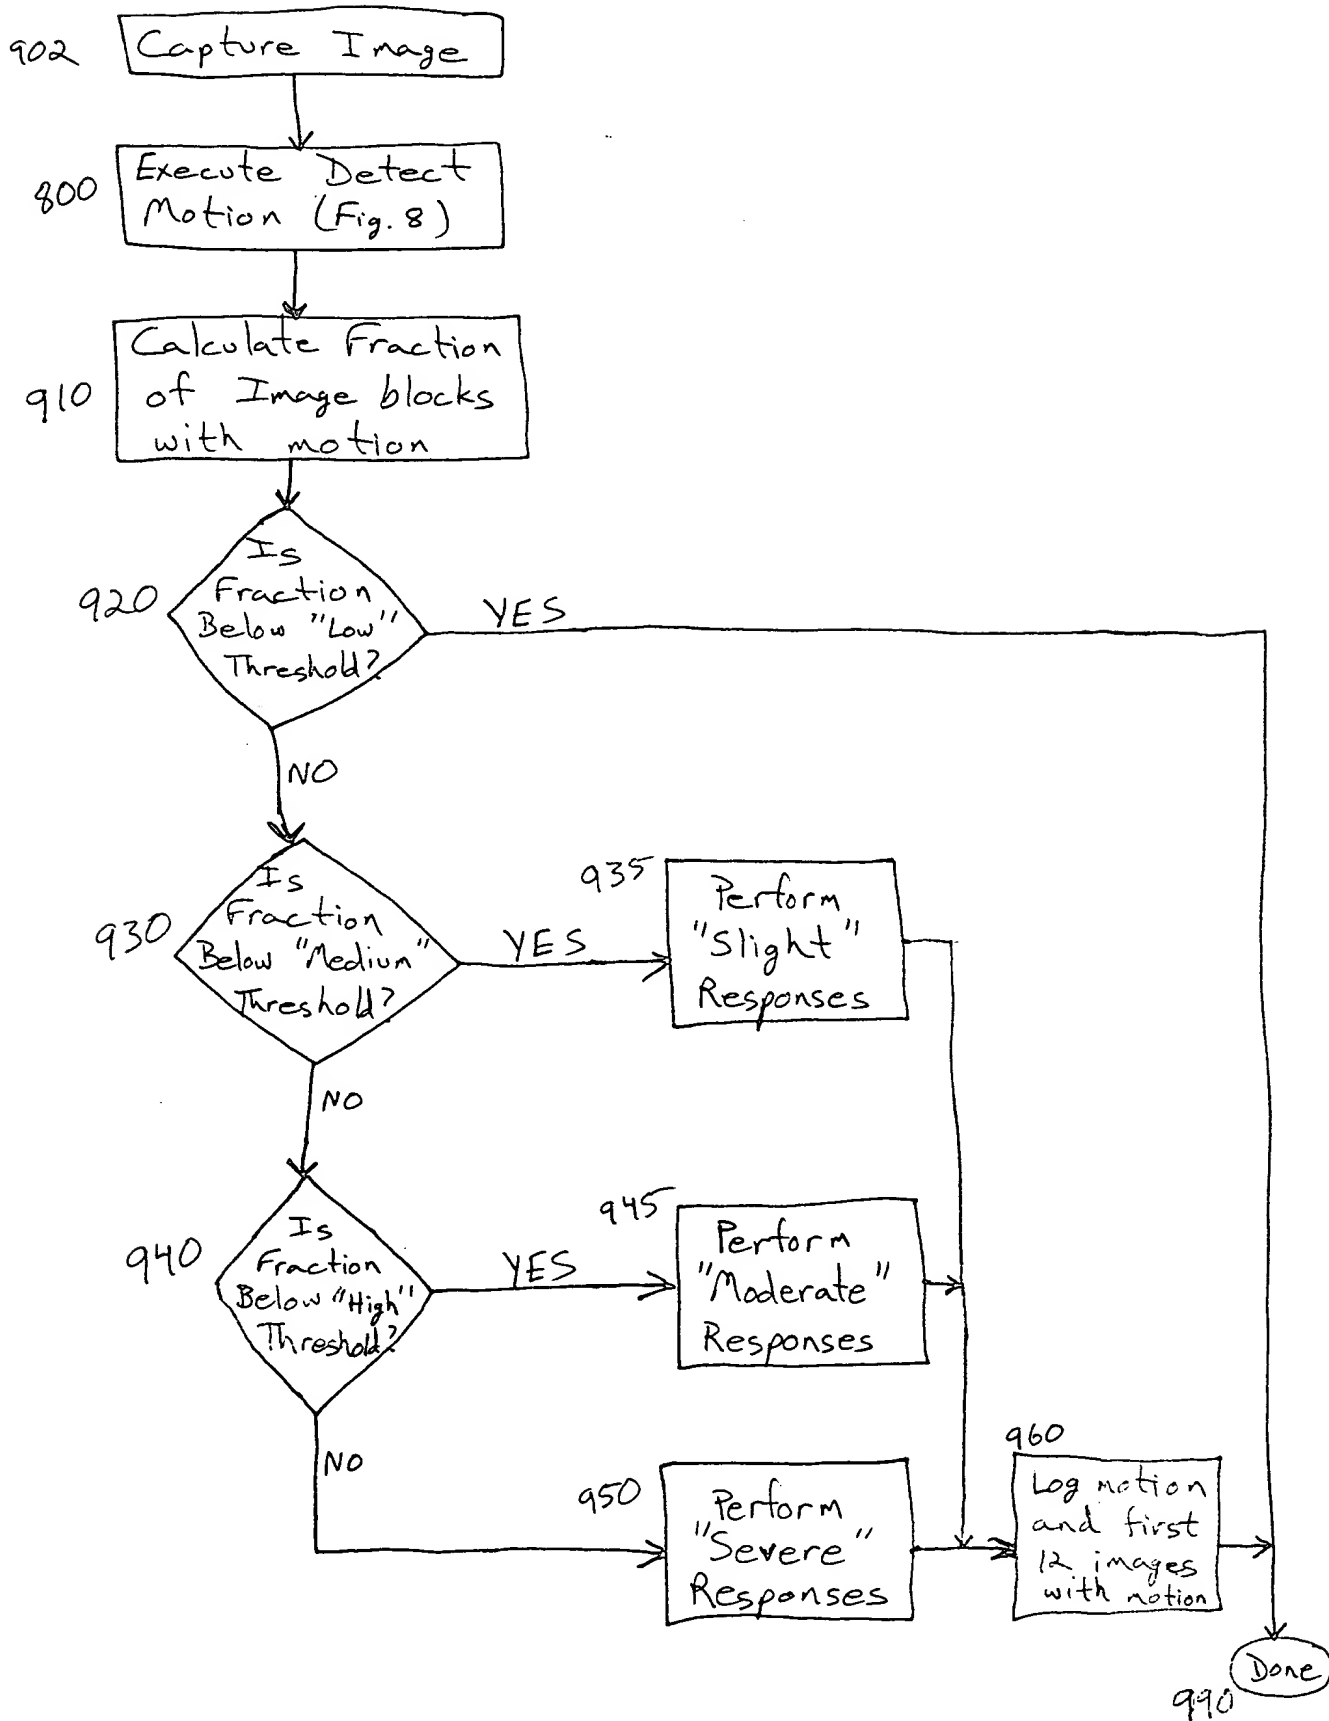 902
Capture Image
800
Execute Detect
Motion (Fig. 8)
910
Calculate Fraction
of Image blocks
with motion
920
Is
Fraction
Below "Low"
Threshold?
YES
NO
930
Is
Fraction
Below "Medium"
Threshold?
YES
935
Perform
"Slight"
Responses
NO
940
Is
Fraction
Below "High"
Threshold?
YES
945
Perform
"Moderate"
Responses
NO
950
Perform
"Severe"
Responses
960
Log motion
and first
12 images
with motion
Done
990